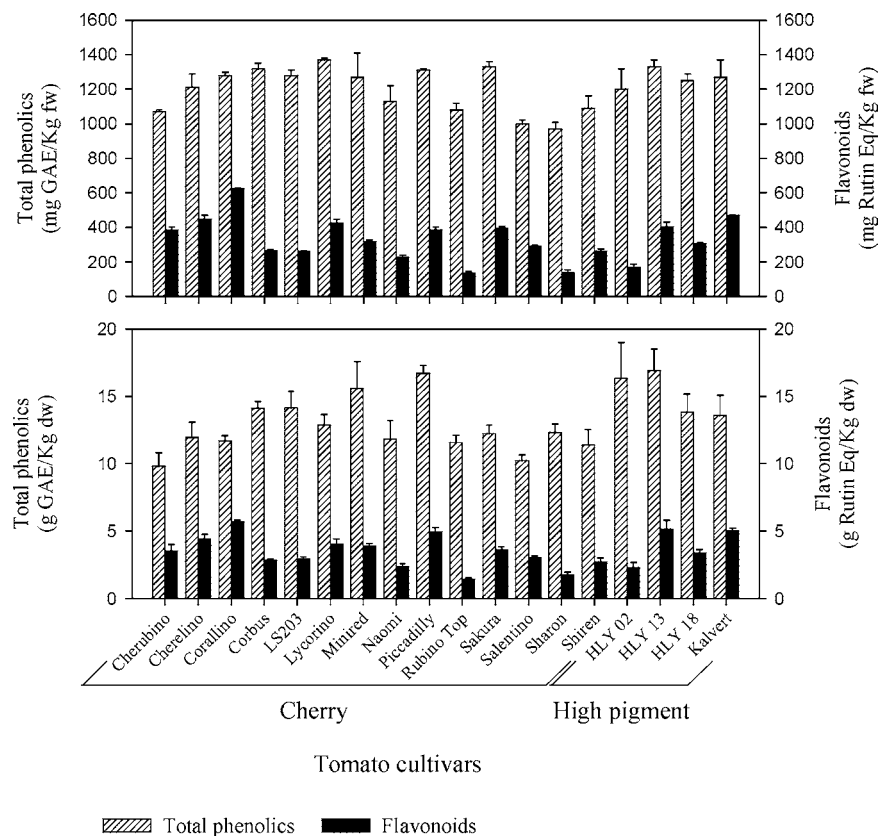 1600
1400
1200
1000
800
600
400
200
0
Total phenolics
(mg GAE/Kg fw)
1600
1400
1200
1000
800
600
400
200
0
Flavonoids
(mg Rutin Eq/Kg fw)
20
15
10
5
0
Total phenolics
(g GAE/Kg dw)
20
15
10
5
0
Flavonoids
(g Rutin Eq/Kg dw)
Cherubino
Cherelino
Corallino
Corbus
LS203
Lycorino
Minired
Naomi
Piccadilly
Rubino Top
Sakura
Salentino
Sharon
Shiren
HLY 02
HLY 13
HLY 18
Kalvert
Cherry
High pigment
Tomato cultivars
Total phenolics
Flavonoids